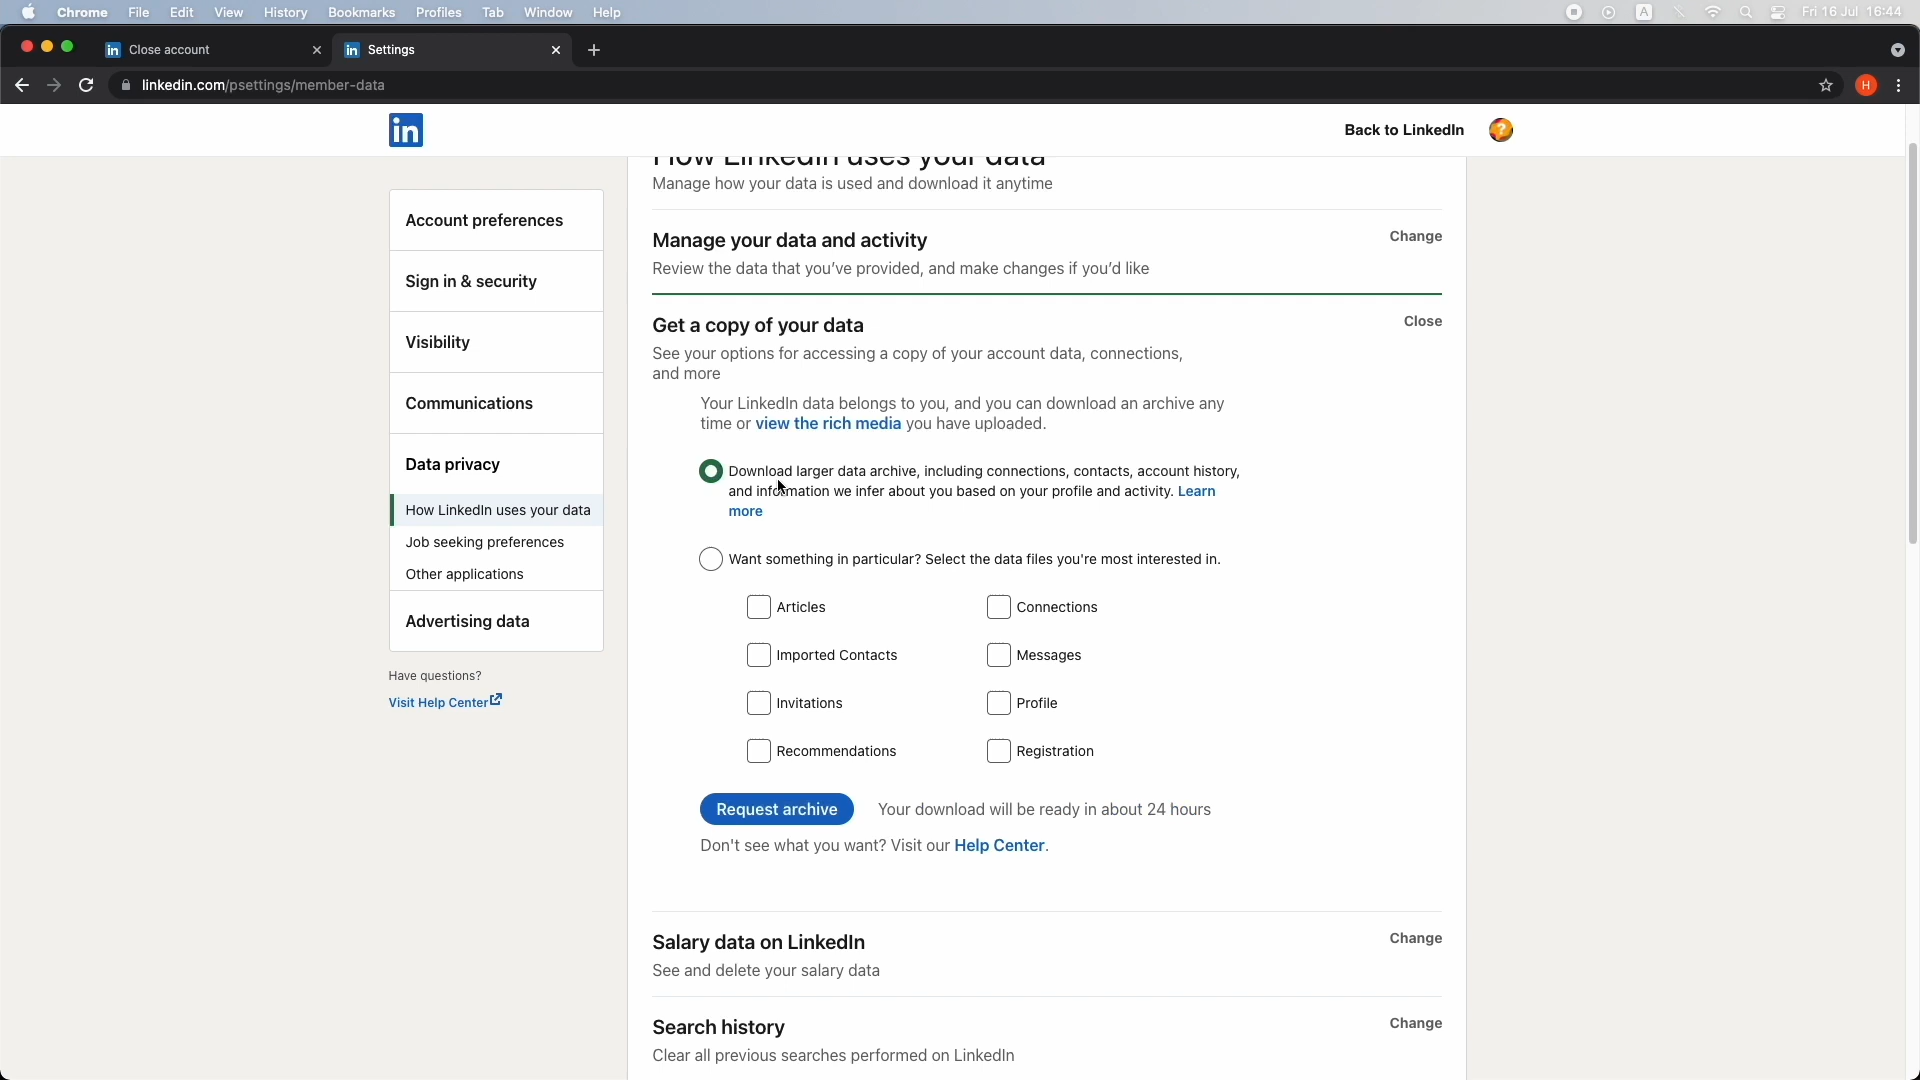 Chrome File Edit View History Bookmarks Profiles Tab Window Help A Fri 16 Jul 16:44
in Close account in Settings
linkedin.com/psettings/member-data H
in Back to LinkedIn ?
How LinkedIn uses your data
Manage how your data is used and download it anytime
Account preferences
Sign in & security
Visibility
Communications
Data privacy
How LinkedIn uses your data
Job seeking preferences
Other applications
Advertising data
Have questions?
Visit Help Center
Manage your data and activity Change
Review the data that you've provided, and make changes if you'd like
Get a copy of your data Close
See your options for accessing a copy of your account data, connections,
and more
Your LinkedIn data belongs to you, and you can download an archive any
time or view the rich media you have uploaded.
Download larger data archive, including connections, contacts, account history,
and information we infer about you based on your profile and activity. Learn
more
Want something in particular? Select the data files you're most interested in.
Articles Connections
Imported Contacts Messages
Invitations Profile
Recommendations Registration
Request archive Your download will be ready in about 24 hours
Don't see what you want? Visit our Help Center.
Salary data on LinkedIn Change
See and delete your salary data
Search history Change
Clear all previous searches performed on LinkedIn